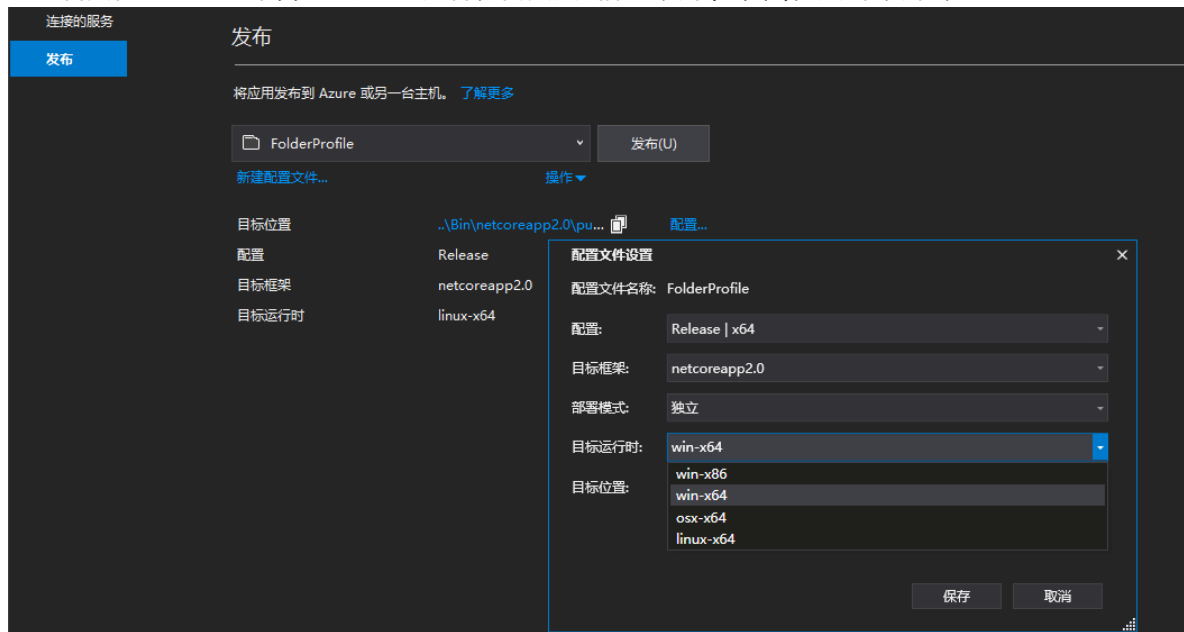 连接的服务
发布
发布
将应用发布到 Azure 或另一台主机。 了解更多
FolderProfile
发布(U)
新建配置文件...
操作
目标位置 ..\Bin\netcoreapp2.0\pu... 配置...
配置 Release
目标框架 netcoreapp2.0
目标运行时 linux-x64
配置文件设置
配置文件名称: FolderProfile
配置: Release | x64
目标框架: netcoreapp2.0
部署模式: 独立
目标运行时: win-x64
win-x86
目标位置:
win-x64
osx-x64
linux-x64
保存 取消